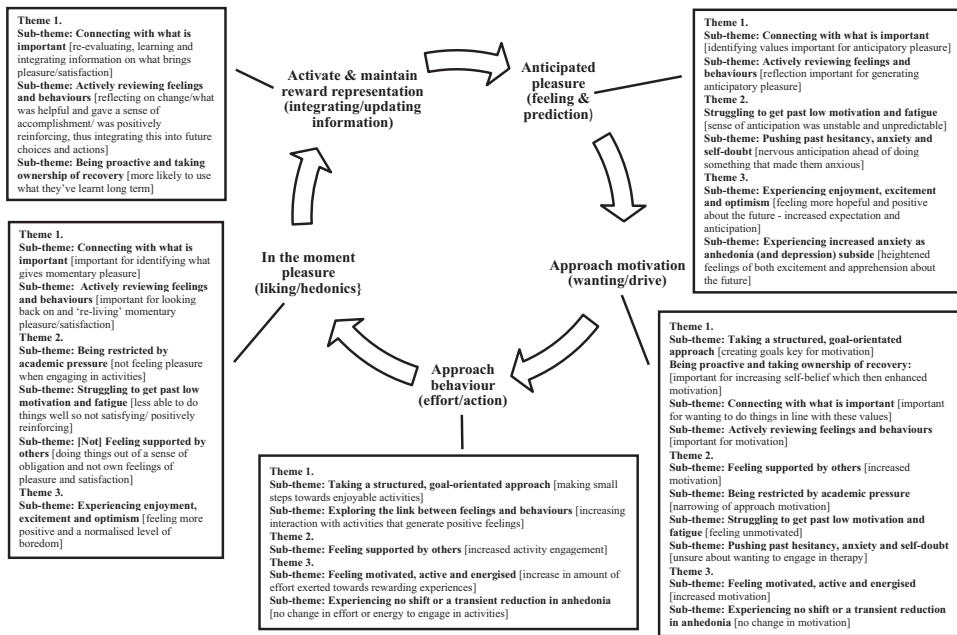 Theme 1.
Sub-theme: Connecting with what is
important [re-evaluating, learning and
integrating information on what brings
pleasure/satisfaction]
Sub-theme: Actively reviewing feelings
and behaviours [reflecting on change/what
was helpful and gave a sense of
accomplishment/ was positively
reinforcing, thus integrating this into future
choices and actions]
Sub-theme: Being proactive and taking
ownership of recovery [more likely to use
what they've learnt long term]
Activate & maintain
reward representation
(integrating/updating
information)
Anticipated
pleasure
(feeling &
prediction)
Theme 1.
Sub-theme: Connecting with what is important
[identifying values important for anticipatory pleasure]
Sub-theme: Actively reviewing feelings and
behaviours [reflection important for generating
anticipatory pleasure]
Theme 2.
Struggling to get past low motivation and fatigue
[sense of anticipation was unstable and unpredictable]
Sub-theme: Pushing past hesitancy, anxiety and
self-doubt [nervous anticipation ahead of doing
something that made them anxious]
Theme 3.
Sub-theme: Experiencing enjoyment, excitement
and optimism [feeling more hopeful and positive
about the future - increased expectation and
anticipation]
Sub-theme: Experiencing increased anxiety as
anhedonia (and depression) subside [heightened
feelings of both excitement and apprehension about
the future]
Theme 1.
Sub-theme: Connecting with what is
important [important for identifying what
gives momentary pleasure]
Sub-theme: Actively reviewing feelings
and behaviours [important for looking
back on and 're-living' momentary
pleasure/satisfaction]
Theme 2.
Sub-theme: Being restricted by
academic pressure [not feeling pleasure
when engaging in activities]
Sub-theme: Struggling to get past low
motivation and fatigue [less able to do
things well so not satisfying/ positively
reinforcing]
Sub-theme: [Not] Feeling supported by
others [doing things out of a sense of
obligation and not own feelings of
pleasure and satisfaction]
Theme 3.
Sub-theme: Experiencing enjoyment,
excitement and optimism [feeling more
positive and a normalised level of
boredom]
In the moment
pleasure
(liking/hedonics}
Approach motivation
(wanting/drive)
Approach
behaviour
(effort/action)
Theme 1.
Sub-theme: Taking a structured, goal-orientated
approach [creating goals key for motivation]
Being proactive and taking ownership of recovery:
[important for increasing self-belief which then enhanced
motivation]
Sub-theme: Connecting with what is important [important
for wanting to do things in line with these values]
Sub-theme: Actively reviewing feelings and behaviours
[important for motivation]
Theme 2.
Sub-theme: Feeling supported by others [increased
motivation]
Sub-theme: Being restricted by academic pressure
[narrowing of approach motivation]
Sub-theme: Struggling to get past low motivation and
fatigue [feeling unmotivated]
Sub-theme: Pushing past hesitancy, anxiety and self-doubt
[unsure about wanting to engage in therapy]
Theme 3.
Sub-theme: Feeling motivated, active and energised
[increased motivation]
Sub-theme: Experiencing no shift or a transient reduction
in anhedonia [no change in motivation]
Theme 1.
Sub-theme: Taking a structured, goal-orientated approach [making small
steps towards enjoyable activities]
Sub-theme: Exploring the link between feelings and behaviours [increasing
interaction with activities that generate positive feelings]
Theme 2.
Sub-theme: Feeling supported by others [increased activity engagement]
Theme 3.
Sub-theme: Feeling motivated, active and energised [increase in amount of
effort exerted towards rewarding experiences]
Sub-theme: Experiencing no shift or a transient reduction in anhedonia
[no change in effort or energy to engage in activities]